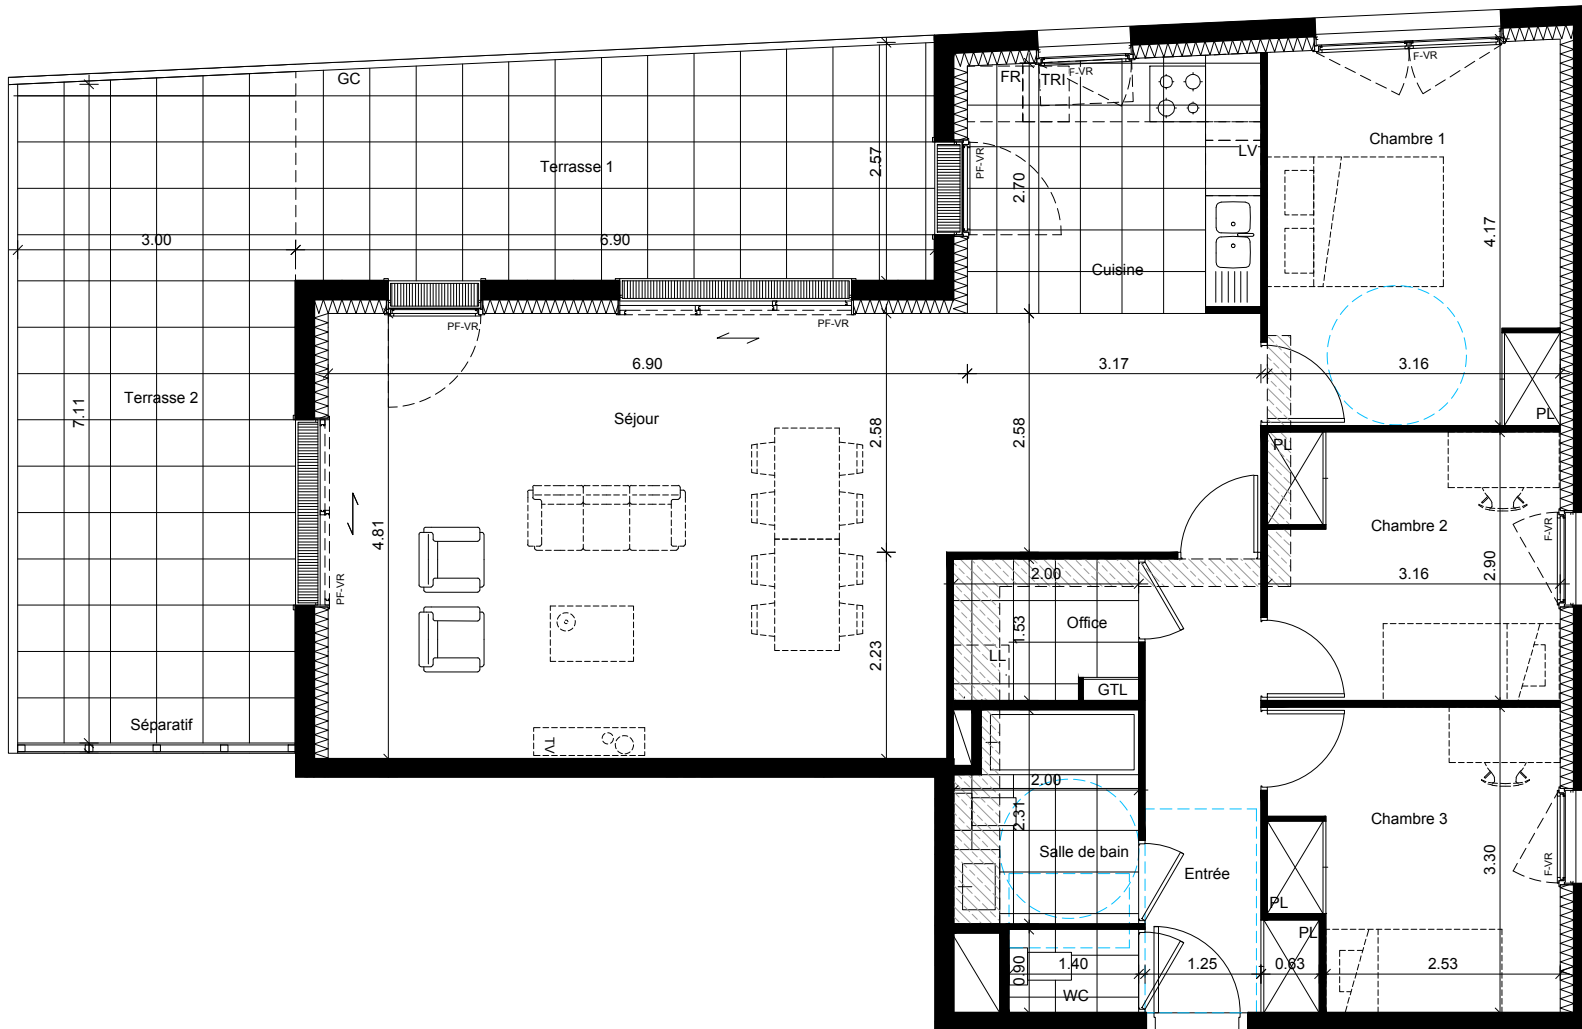 GC
FR
TRI
F-VR
F-VR
Chambre 1
Terrasse 1
2.57
PF-VR
2.70
LV
3.00
6.90
4.17
Cuisine
PF-VR
PF-VR
6.90
3.17
3.16
Terrasse 2
7.11
Séjour
2.58
2.58
PL
PL
4.81
Chambre 2
F-VR
PF-VR
2.00
3.16
2.90
1.53
Office
2.23
LL
GTL
Séparatif
TV
2.00
2.31
Chambre 3
Salle de bain
Entrée
3.30
F-VR
PL
PL
0.90
1.40
1.25
0.63
2.53
WC